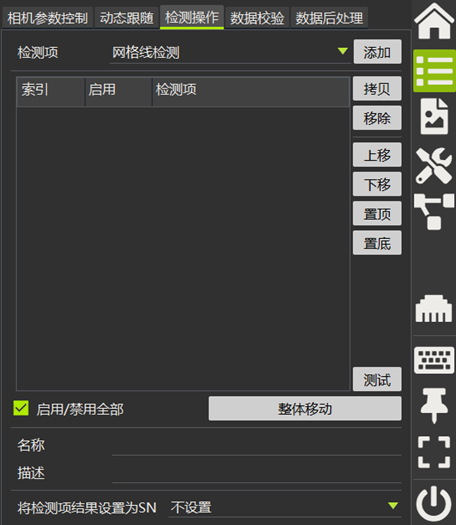 相机参数控制 动态跟随 检测操作 数据校验 数据后处理
检测项 网格线检测 添加
索引 启用 检测项 拷贝
移除
上移
下移
置顶
置底
测试
启用/禁用全部 整体移动
名称
描述
将检测项结果设置为SN 不设置